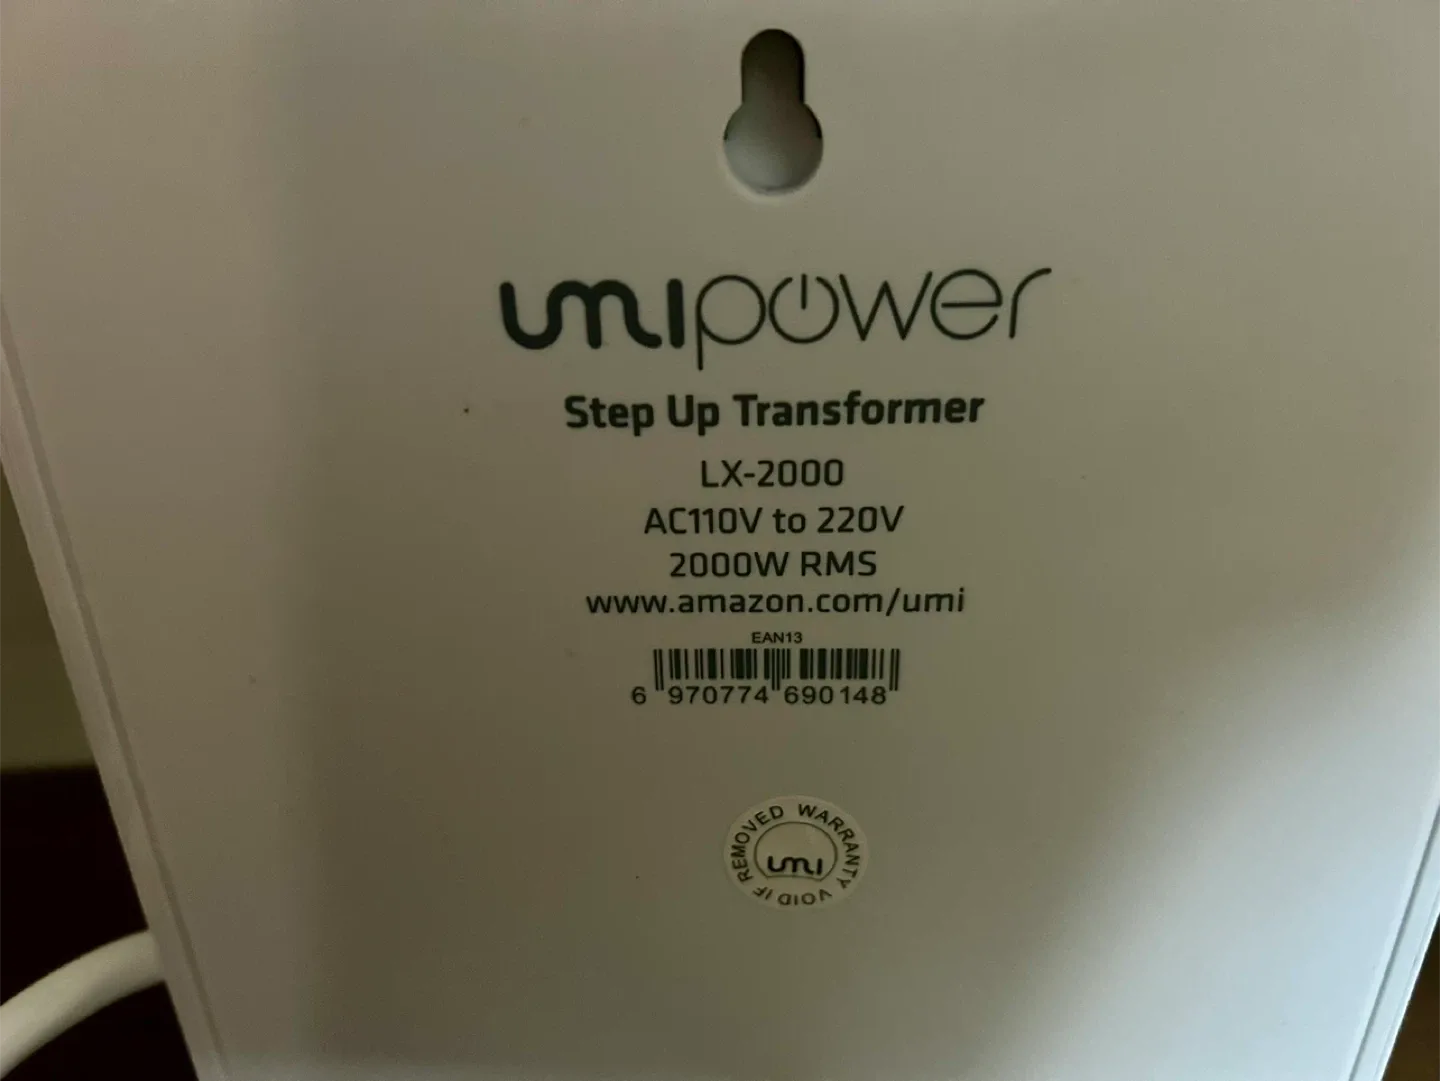 umipower
Step Up Transformer
LX-2000
AC110V to 220V
2000W RMS
www.amazon.com/umi
EAN13
6 970774 690148
WARRANTY VOID IF REMOVED
umi